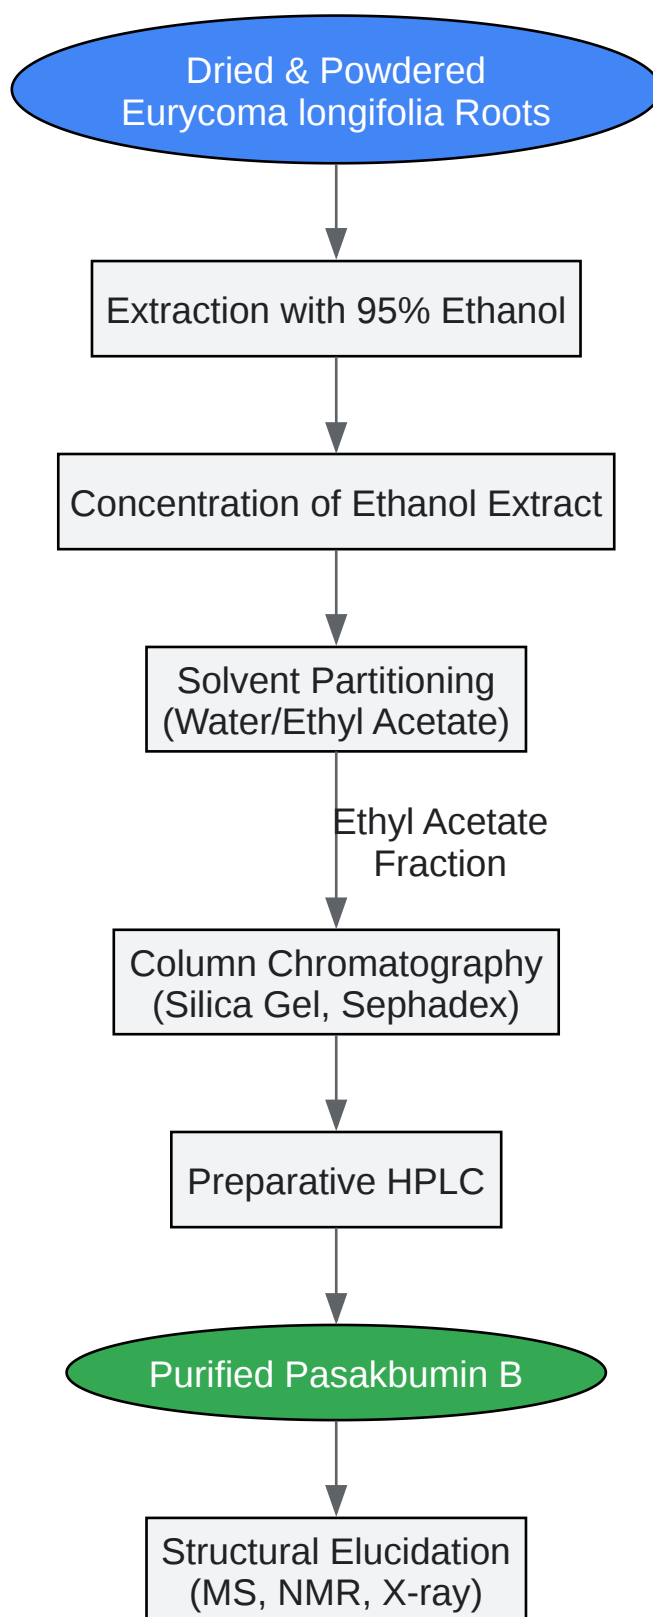 Dried & Powdered
Eurycoma longifolia Roots
Extraction with 95% Ethanol
Concentration of Ethanol Extract
Solvent Partitioning
(Water/Ethyl Acetate)
Ethyl Acetate
Fraction
Column Chromatography
(Silica Gel, Sephadex)
Preparative HPLC
Purified Pasakbumin B
Structural Elucidation
(MS, NMR, X-ray)